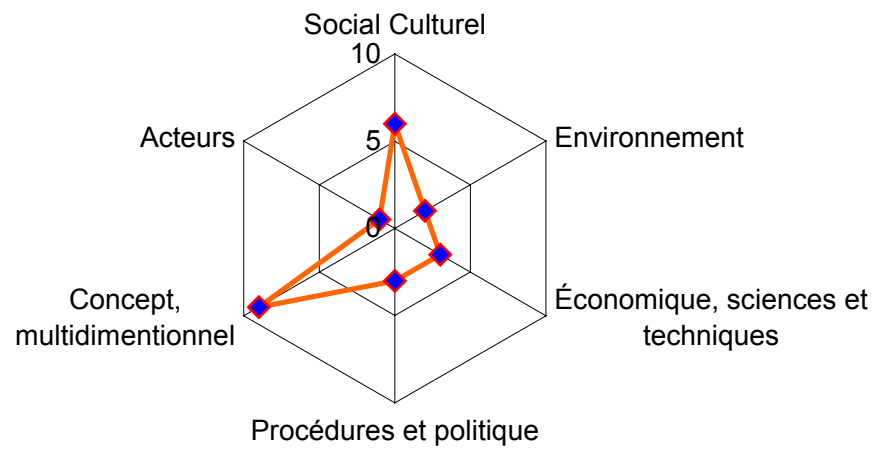 Social Culturel
10
Acteurs
5
Environnement
0
Concept,
multidimentionnel
Économique, sciences et
techniques
Procédures et politique